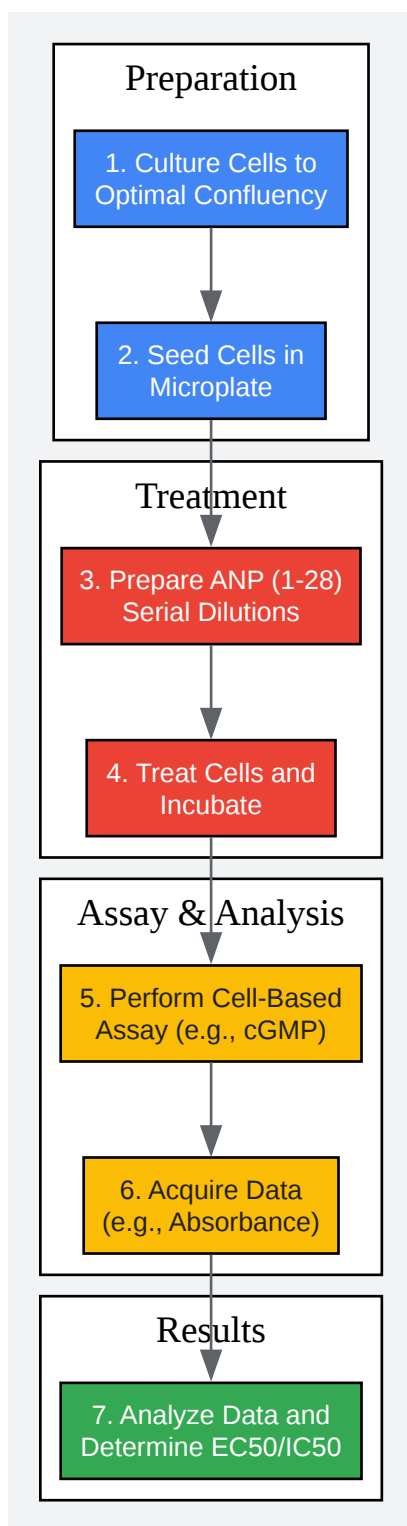 Preparation
1. Culture Cells to
Optimal Confluency
2. Seed Cells in
Microplate
Treatment
3. Prepare ANP (1-28)
Serial Dilutions
4. Treat Cells and
Incubate
Assay & Analysis
5. Perform Cell-Based
Assay (e.g., cGMP)
6. Acquire Data
(e.g., Absorbance)
Results
7. Analyze Data and
Determine EC50/IC50